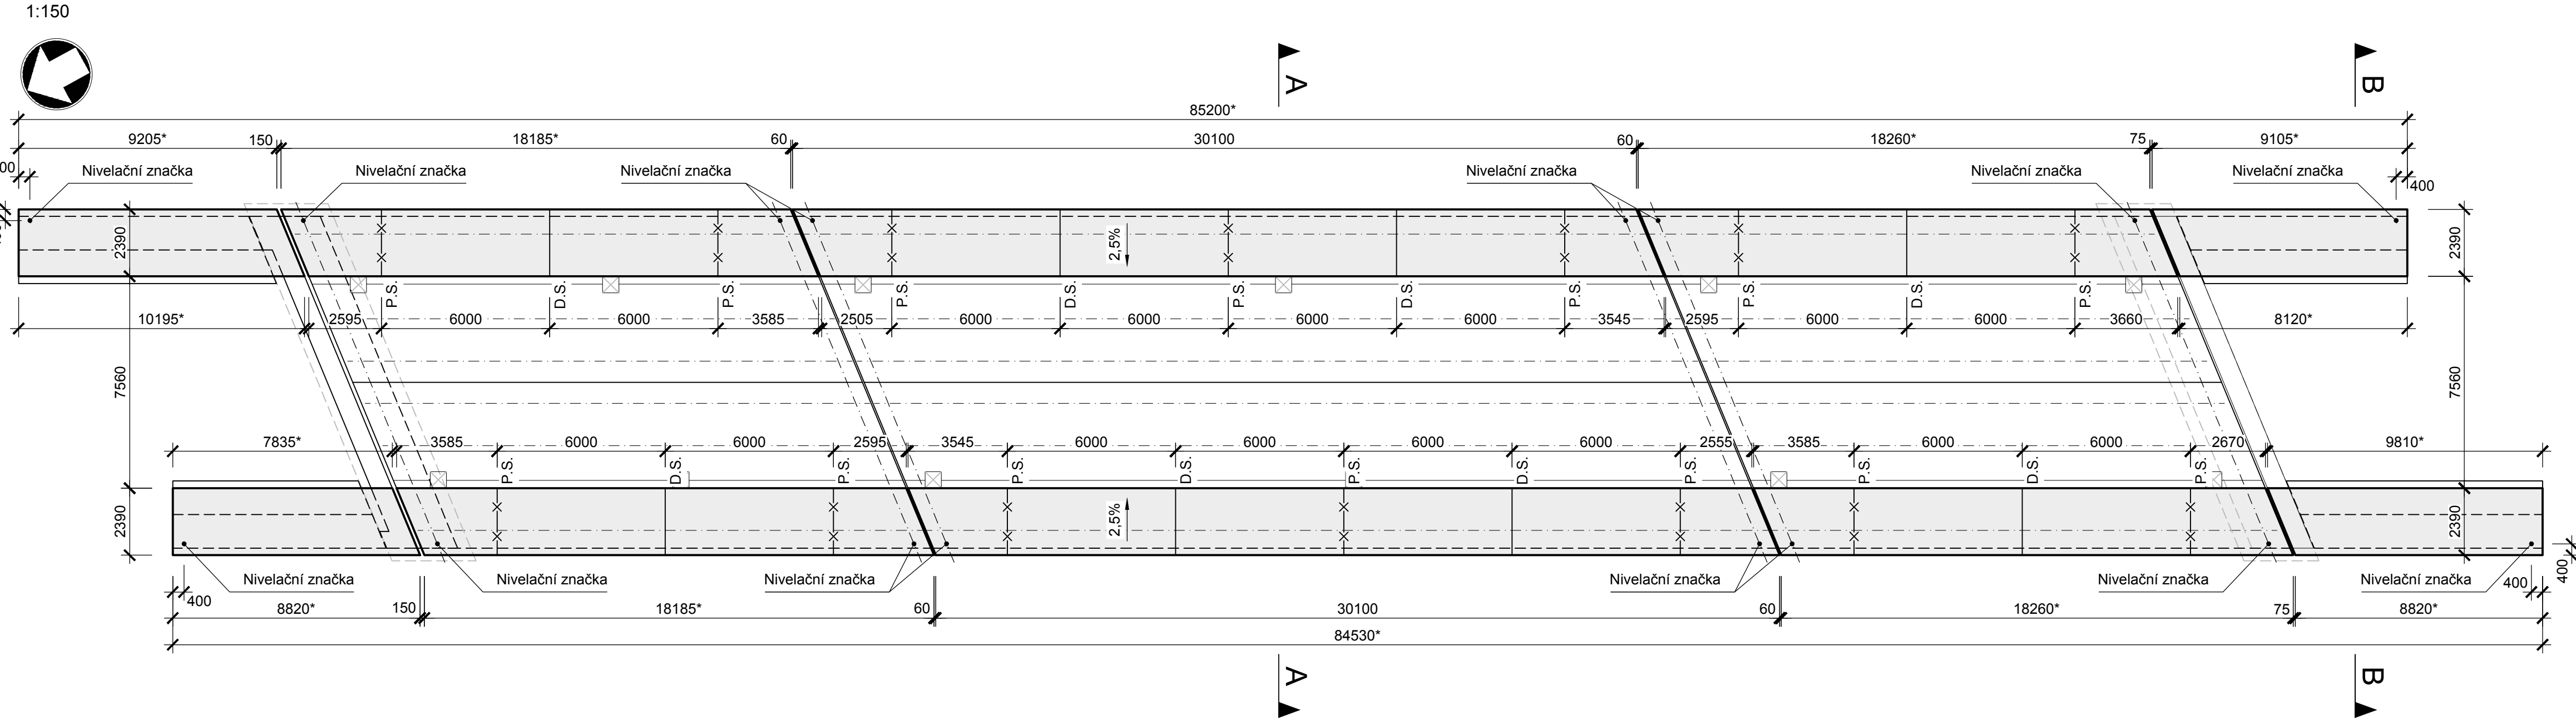 1:150
A
B
85200*
9205*
150
18185*
60
30100
60
18260*
75
9105*
Nivelační značka
Nivelační značka
Nivelační značka
Nivelační značka
Nivelační značka
Nivelační značka
400
2390
2,5%
2390
P.S.
D.S.
P.S.
P.S.
D.S.
P.S.
D.S.
P.S.
P.S.
D.S.
P.S.
10195*
2595
6000
6000
3585
2505
6000
6000
6000
6000
3545
2595
6000
6000
3660
8120*
7560
7560
7835*
3585
6000
6000
2595
3545
6000
6000
6000
6000
2555
3585
6000
6000
2670
9810*
P.S.
D.S.
P.S.
P.S.
D.S.
P.S.
D.S.
P.S.
P.S.
D.S.
P.S.
2390
2,5%
2390
Nivelační značka
Nivelační značka
Nivelační značka
Nivelační značka
Nivelační značka
Nivelační značka
400
400
400
8820*
150
18185*
60
30100
60
18260*
75
8820*
84530*
A
B